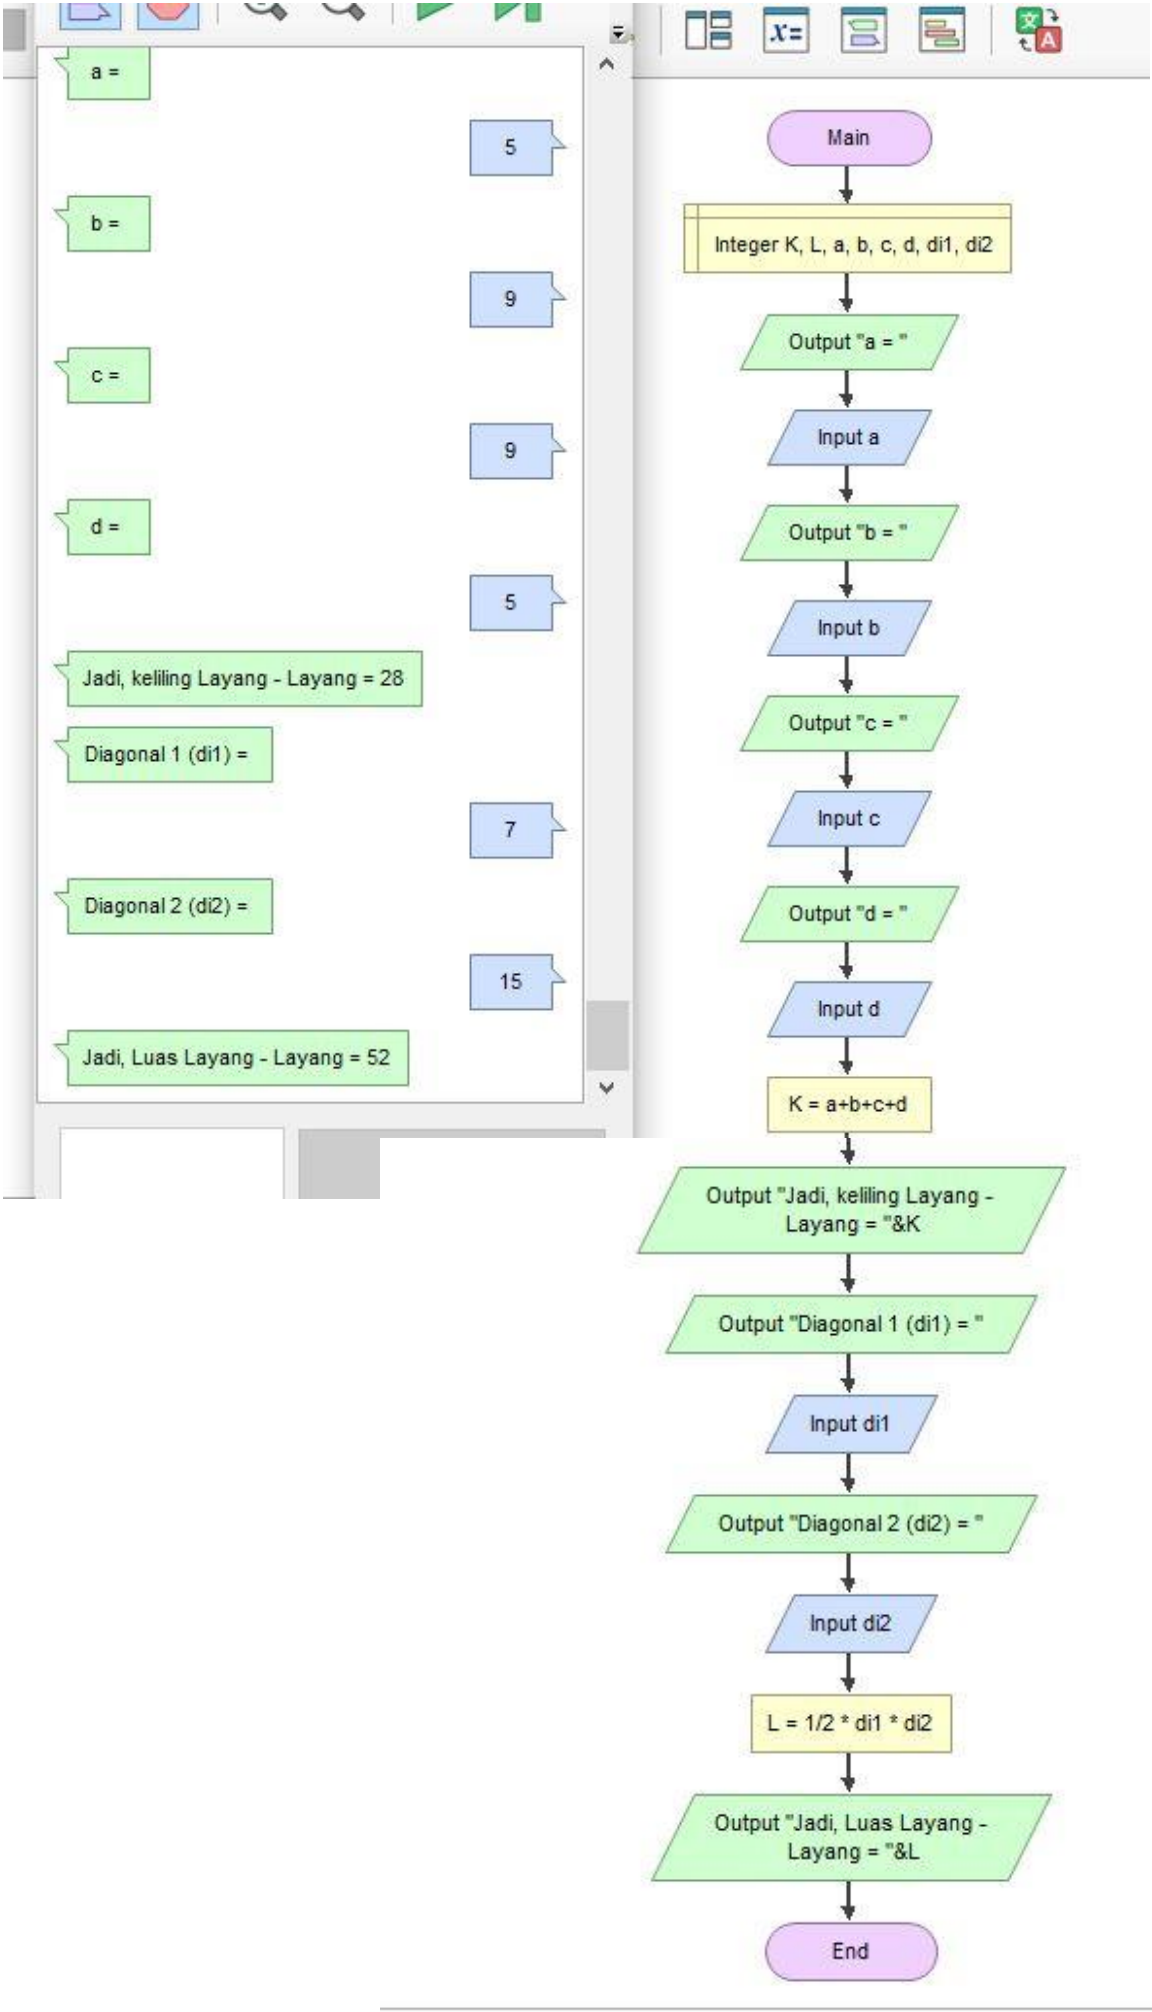 a =
5
b =
9
c =
9
d =
5
Jadi, keliling Layang - Layang = 28
Diagonal 1 (di1) =
7
Diagonal 2 (di2) =
15
Jadi, Luas Layang - Layang = 52
x=
文
A
Main
Integer K, L, a, b, c, d, di1, di2
Output "a = "
Input a
Output "b = "
Input b
Output "c = "
Input c
Output "d = "
Input d
K = a+b+c+d
Output "Jadi, keliling Layang -
Layang = "&K
Output "Diagonal 1 (di1) = "
Input di1
Output "Diagonal 2 (di2) = "
Input di2
L = 1/2 * di1 * di2
Output "Jadi, Luas Layang -
Layang = "&L
End